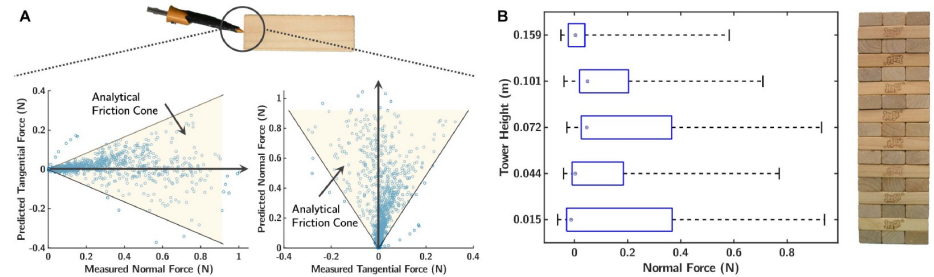 A
Predicted Tangential Force (N)
0.4
0.2
0
-0.2
-0.4
Analytical
Friction Cone
0 0.2 0.4 0.6 0.8 1
Measured Normal Force (N)
Predicted Normal Force (N)
1
0.8
0.6
0.4
0.2
0
Analytical
Friction Cone
-0.4 -0.2 0 0.2 0.4
Measured Tangential Force (N)
B
Tower Height (m)
0.159
0.101
0.072
0.044
0.015
0 0.2 0.4 0.6 0.8
Normal Force (N)